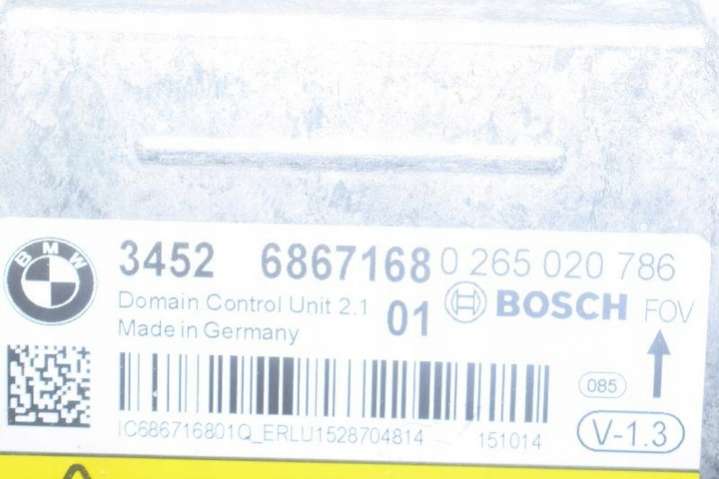 BMW
3452 6867168 0 265 020 786
Domain Control Unit 2.1 01 BOSCH FOV
Made in Germany
085
IC686716801Q_ERLU1528704814 151014
V-1.3